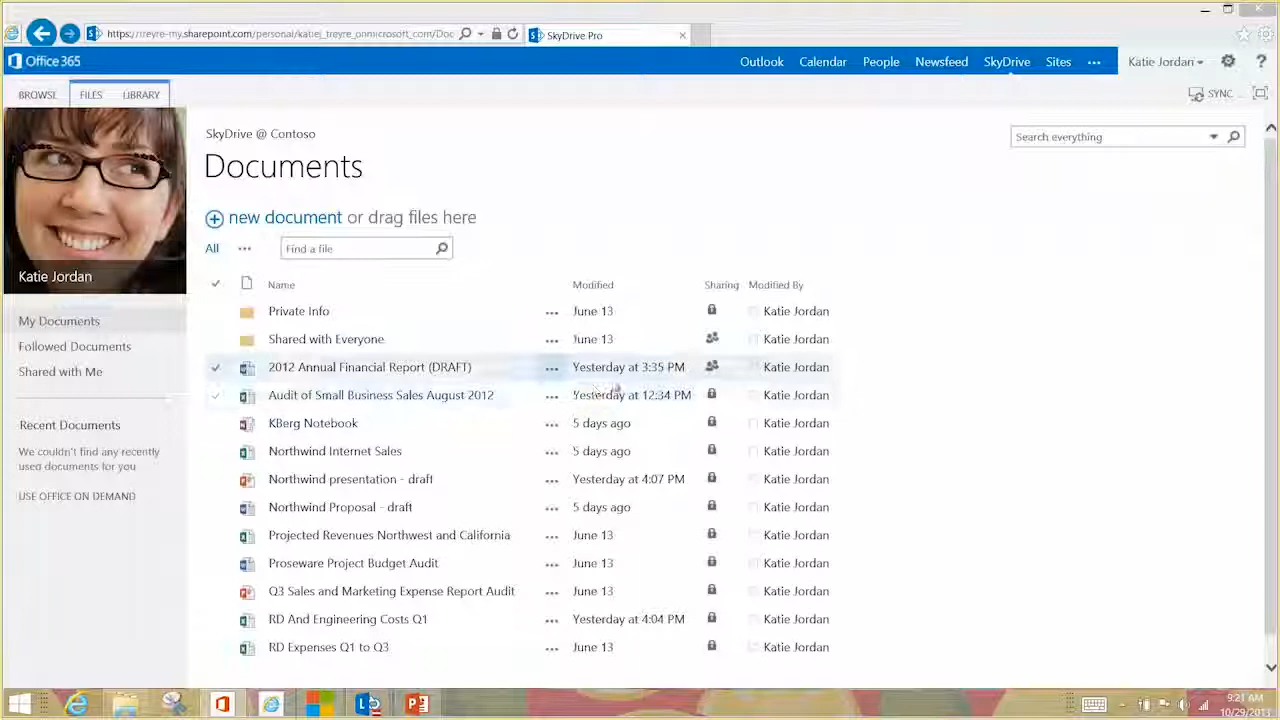 https://treyre-my.sharepoint.com/personal/katiej_treyre_onmicrosoft_com/Doc
SkyDrive Pro
Office 365
Outlook Calendar People Newsfeed SkyDrive Sites ... Katie Jordan ?
BROWSE FILES LIBRARY
SYNC
SkyDrive @ Contoso
Search everything
Documents
new document or drag files here
All ... Find a file
Katie Jordan
Name Modified Sharing Modified By
Private Info ... June 13 Katie Jordan
My Documents
Shared with Everyone ... June 13 Katie Jordan
Followed Documents
2012 Annual Financial Report (DRAFT) ... Yesterday at 3:35 PM Katie Jordan
Shared with Me
Audit of Small Business Sales August 2012 ... Yesterday at 12:34 PM Katie Jordan
Recent Documents
KBerg Notebook ... 5 days ago Katie Jordan
We couldn't find any recently
used documents for you
Northwind Internet Sales ... 5 days ago Katie Jordan
Northwind presentation - draft ... Yesterday at 4:07 PM Katie Jordan
USE OFFICE ON DEMAND
Northwind Proposal - draft ... 5 days ago Katie Jordan
Projected Revenues Northwest and California ... June 13 Katie Jordan
Proseware Project Budget Audit ... June 13 Katie Jordan
Q3 Sales and Marketing Expense Report Audit ... June 13 Katie Jordan
RD And Engineering Costs Q1 ... Yesterday at 4:04 PM Katie Jordan
RD Expenses Q1 to Q3 ... June 13 Katie Jordan
9:21 AM
10/29/2013